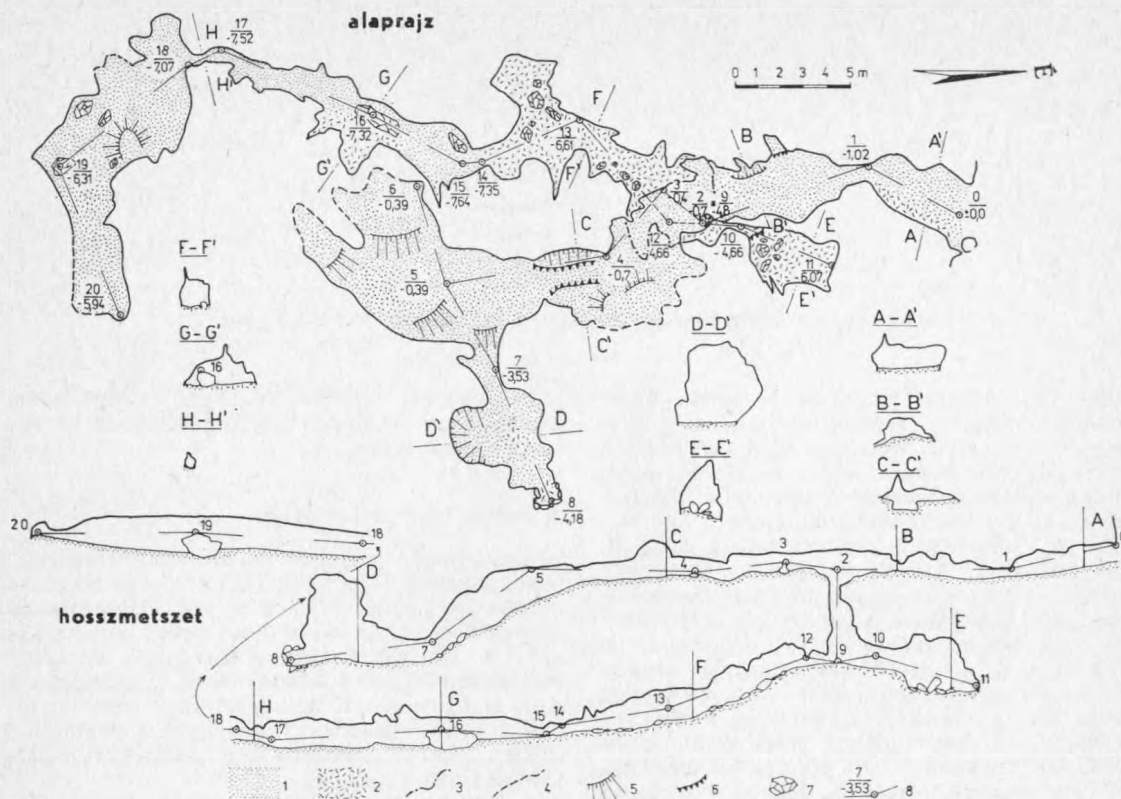 alaprajz
17
-7,52
H
18
-7,07
H'
G
16
-7,32
F
13
-6,61
F'
0 1 2 3 4 5 m
É
B
1
-1,02
A'
19
-6,31
G'
6
-0,39
15
-7,64
14
-7,35
3
-0,4
2
-0,7
9
-4,8
0
±0,0
F-F'
C
B'
E
A
5
-0,39
4
-0,7
12
-4,66
10
-4,66
11
-6,07
20
-5,94
E'
G-G'
16
C'
D-D'
A-A'
7
-3,53
H-H'
D'
D
B-B'
E-E'
C-C'
8
-4,18
20
19
18
D
C
3
B
A
0
5
4
2
1
hosszmetszet
8
7
12
10
E
9
11
18
H
17
G
16
15
14
F
13
1 2 3 4 5 6 7
7
-3,53
8